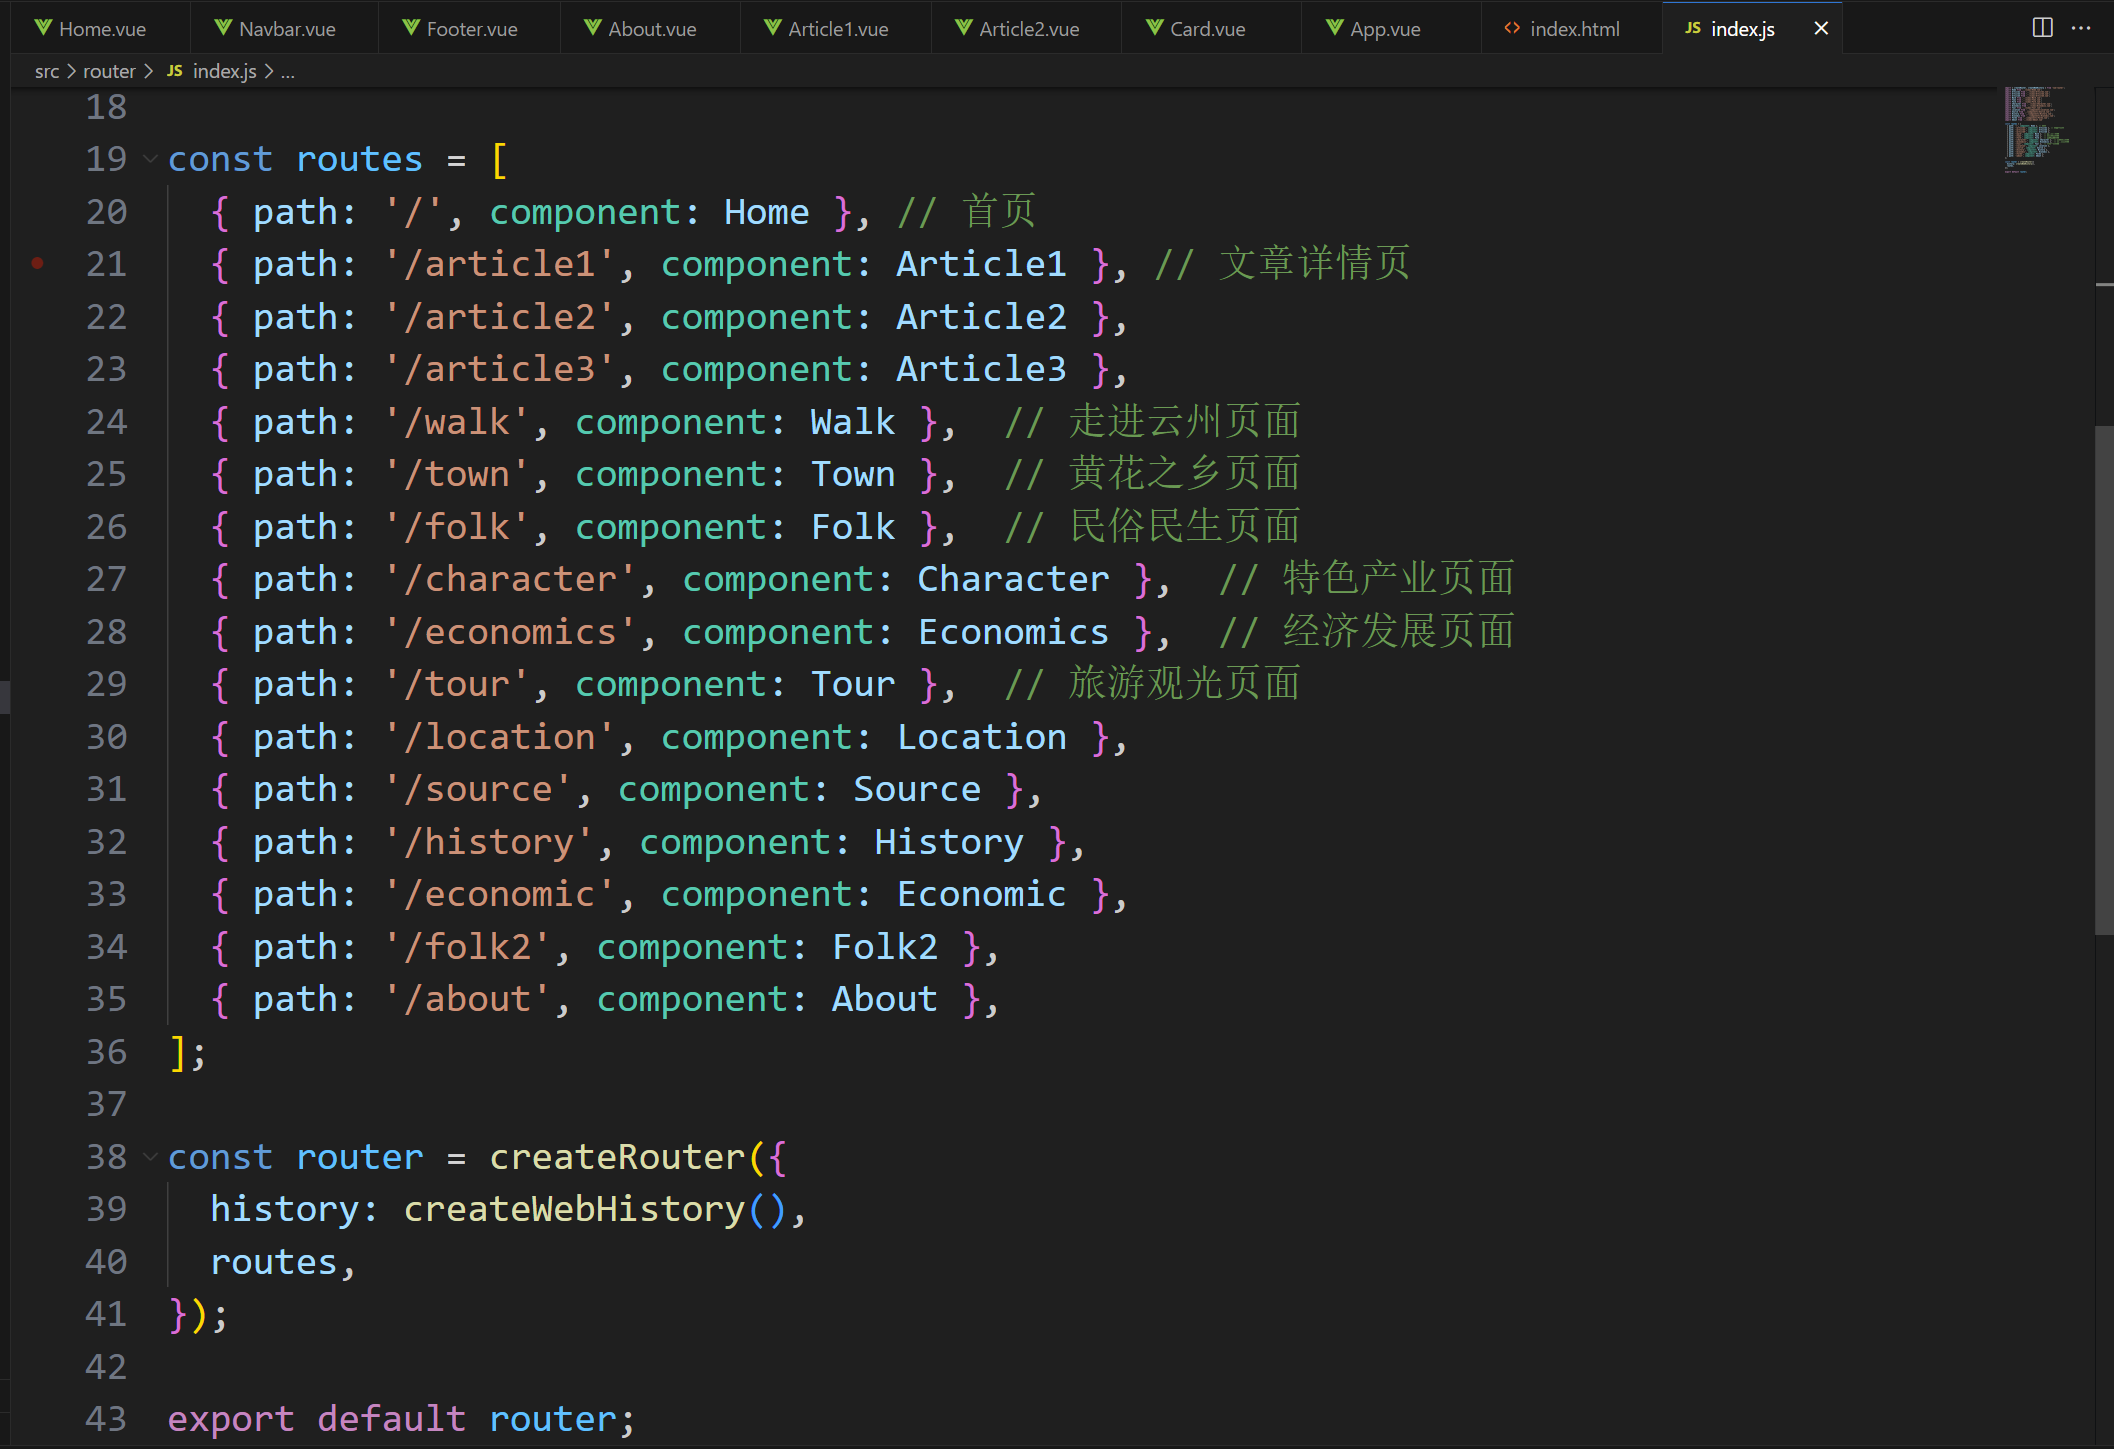 Home.vue Navbar.vue Footer.vue About.vue Article1.vue Article2.vue Card.vue App.vue <> index.html JS index.js ×
src > router > JS index.js > ...
18
19 const routes = [
20 { path: '/', component: Home }, // 首页
21 { path: '/article1', component: Article1 }, // 文章详情页
22 { path: '/article2', component: Article2 },
23 { path: '/article3', component: Article3 },
24 { path: '/walk', component: Walk }, // 走进云州页面
25 { path: '/town', component: Town }, // 黄花之乡页面
26 { path: '/folk', component: Folk }, // 民俗民生页面
27 { path: '/character', component: Character }, // 特色产业页面
28 { path: '/economics', component: Economics }, // 经济发展页面
29 { path: '/tour', component: Tour }, // 旅游观光页面
30 { path: '/location', component: Location },
31 { path: '/source', component: Source },
32 { path: '/history', component: History },
33 { path: '/economic', component: Economic },
34 { path: '/folk2', component: Folk2 },
35 { path: '/about', component: About },
36 ];
37
38 const router = createRouter({
39 history: createWebHistory(),
40 routes,
41 });
42
43 export default router;